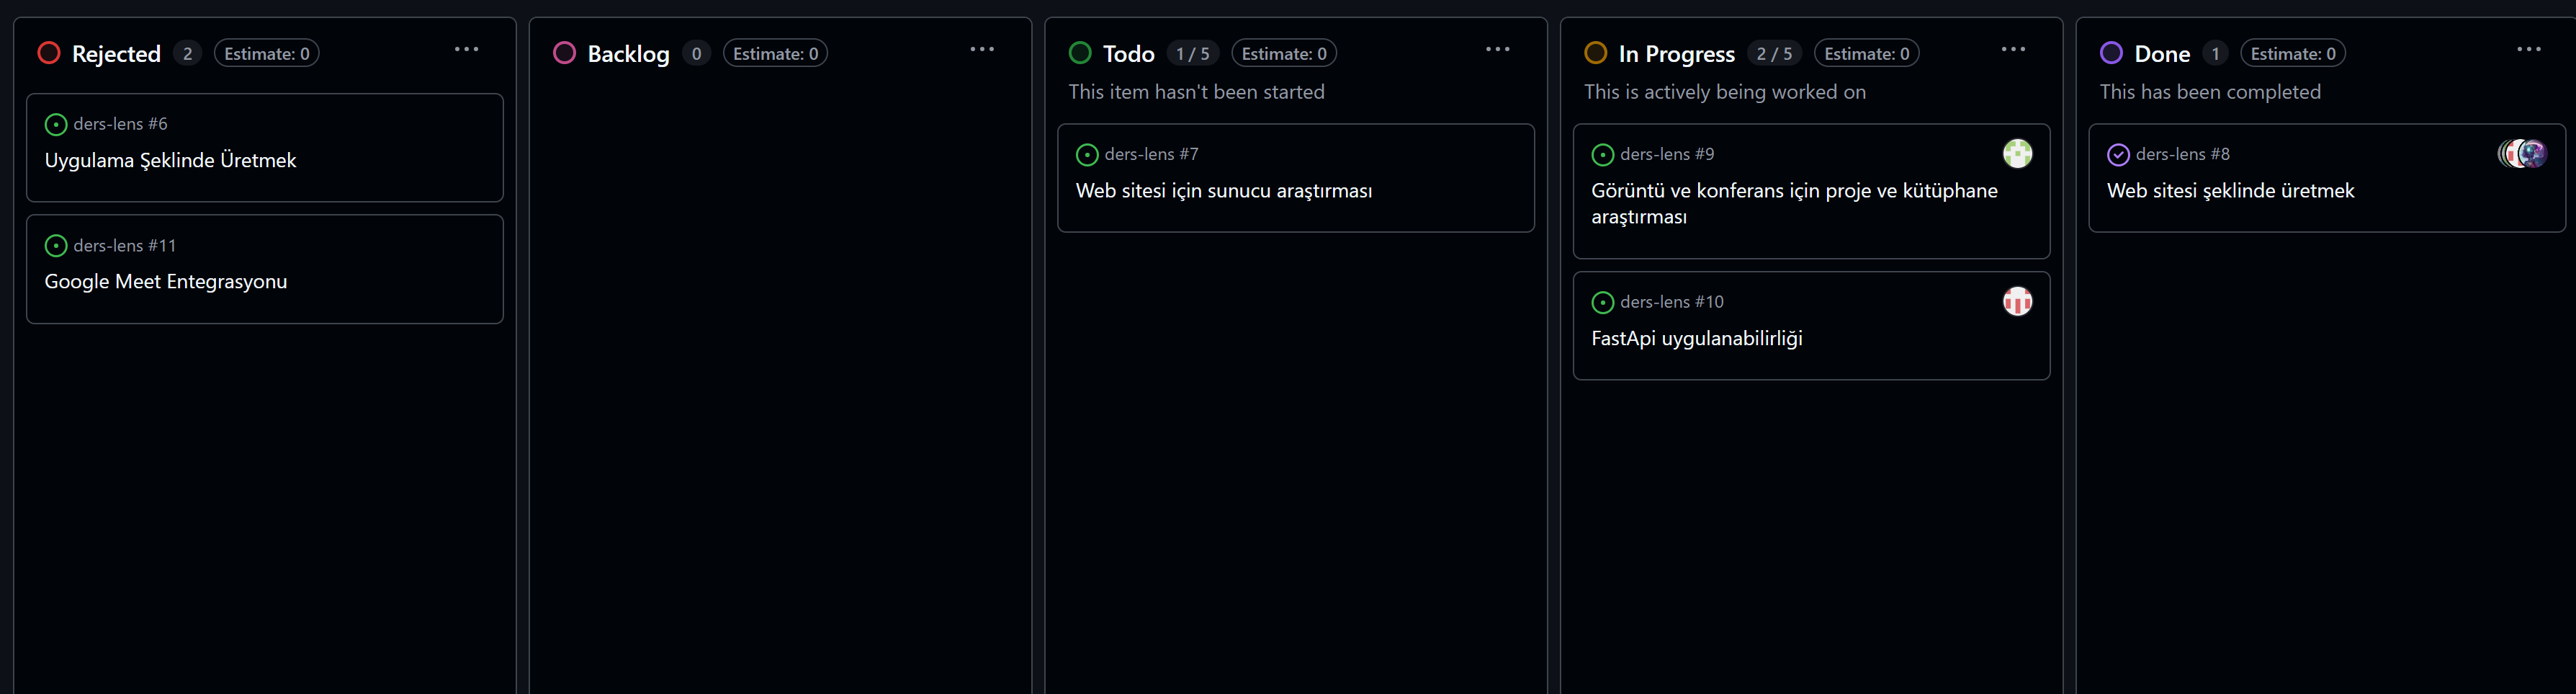 Rejected 2 Estimate: 0
ders-lens #6
Uygulama Şeklinde Üretmek
ders-lens #11
Google Meet Entegrasyonu
Backlog 0 Estimate: 0
Todo 1 / 5 Estimate: 0
This item hasn't been started
ders-lens #7
Web sitesi için sunucu araştırması
In Progress 2 / 5 Estimate: 0
This is actively being worked on
ders-lens #9
Görüntü ve konferans için proje ve kütüphane
araştırması
ders-lens #10
FastApi uygulanabilirliği
Done 1 Estimate: 0
This has been completed
ders-lens #8
Web sitesi şeklinde üretmek